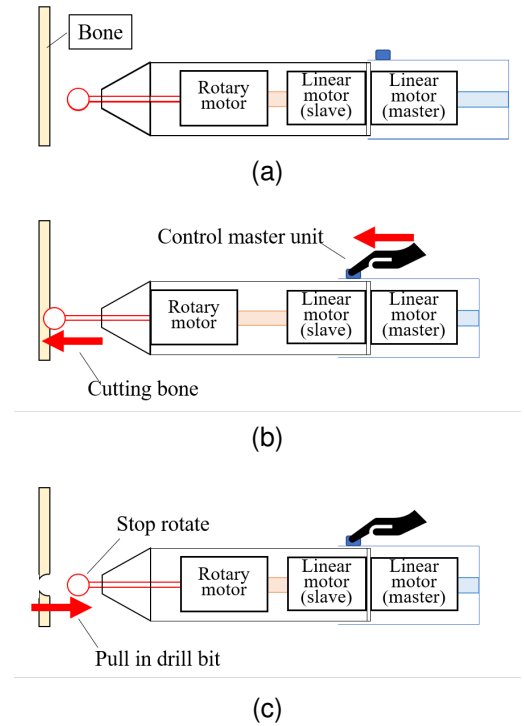 Bone
Rotary
motor
Linear
motor
(slave)
Linear
motor
(master)
(a)
Control master unit
Rotary
motor
Linear
motor
(slave)
Linear
motor
(master)
Cutting bone
(b)
Stop rotate
Rotary
motor
Linear
motor
(slave)
Linear
motor
(master)
Pull in drill bit
(c)